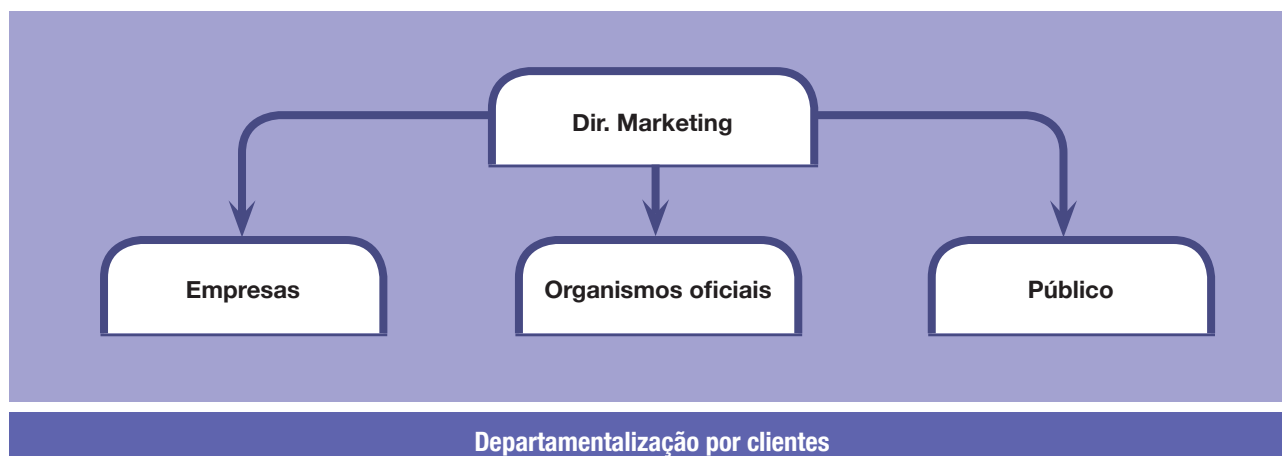 Dir. Marketing
Empresas
Organismos oficiais
Público
Departamentalização por clientes